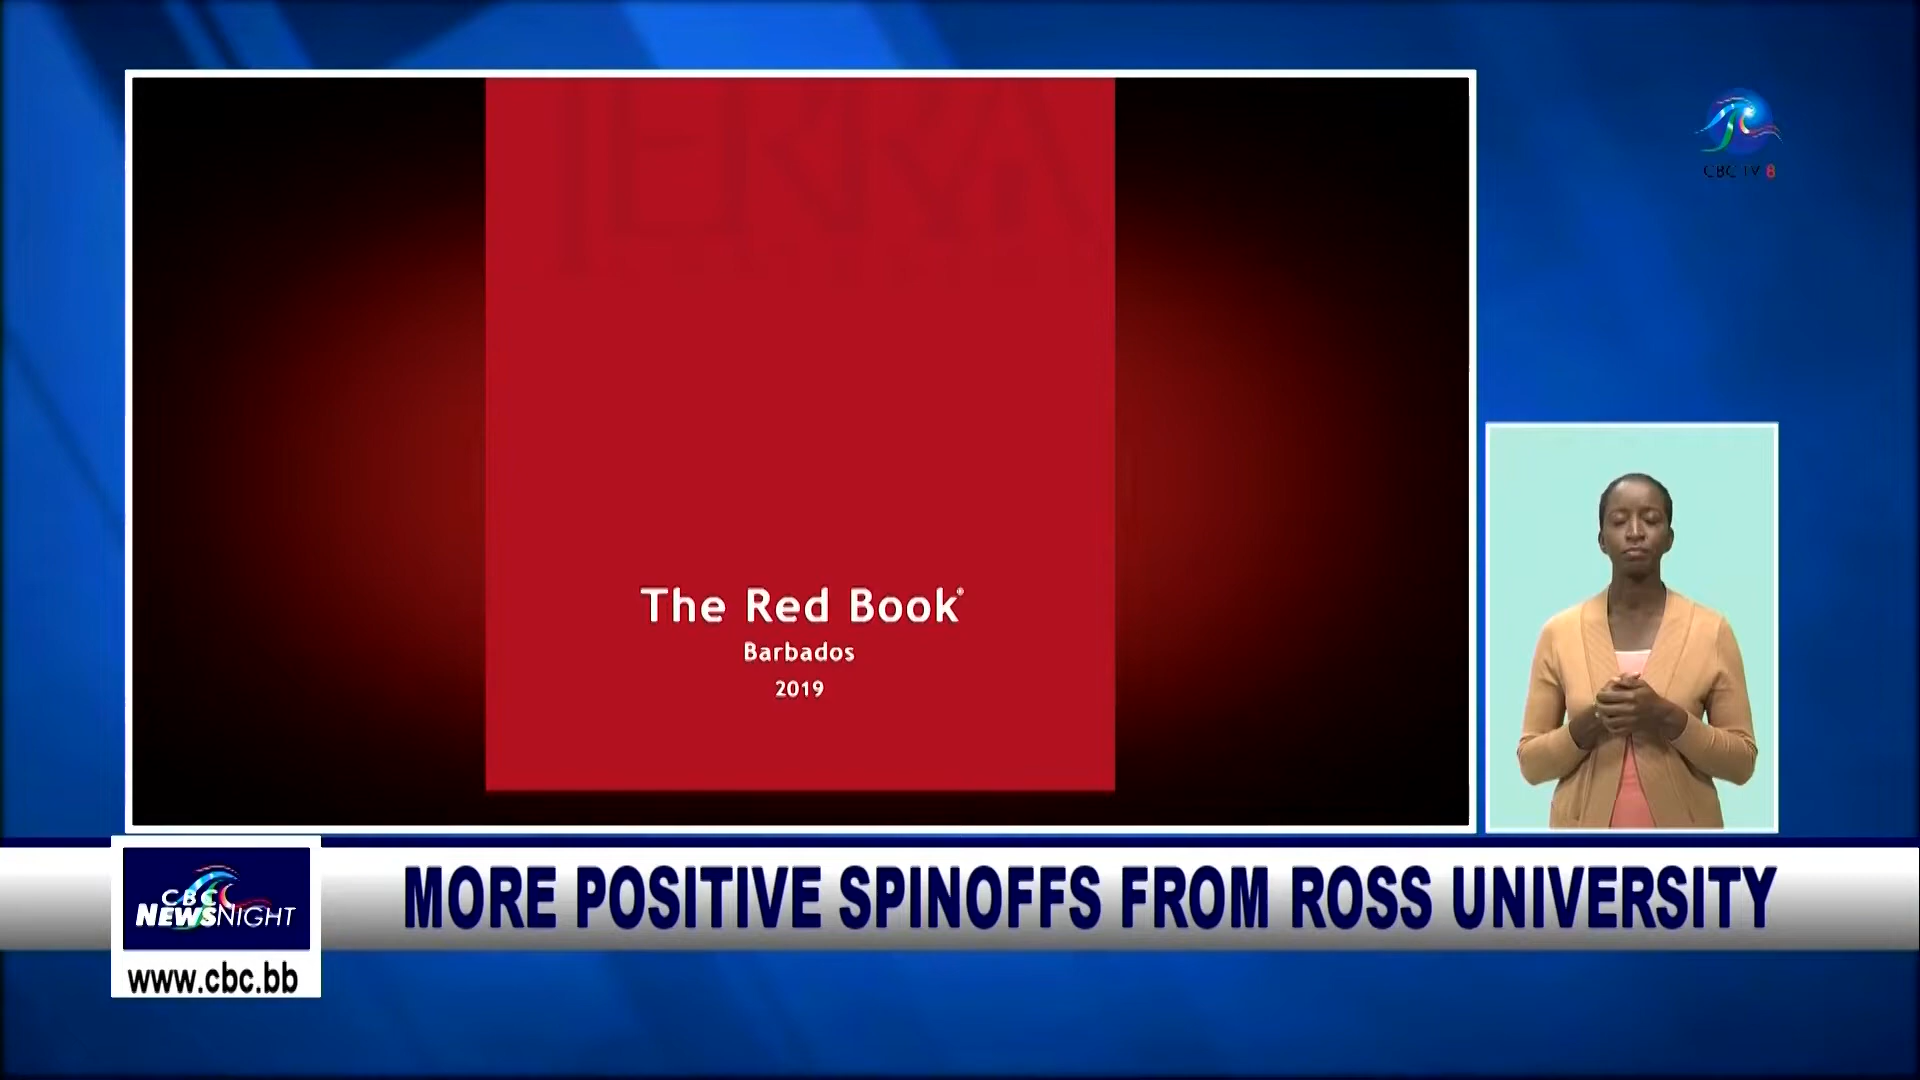 TERRA
CBC TV 8
The Red Book®
Barbados
2019
CBC
NEWSNIGHT
MORE POSITIVE SPINOFFS FROM ROSS UNIVERSITY
www.cbc.bb